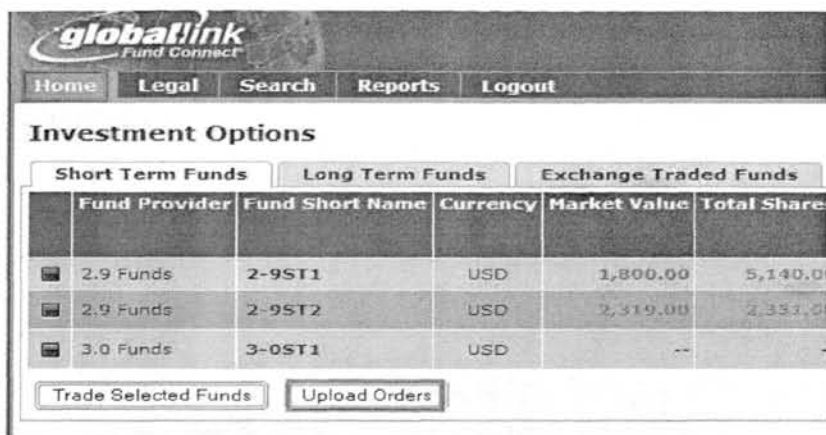 globallink
Fund Connect
Home Legal Search Reports Logout
Investment Options
Short Term Funds Long Term Funds Exchange Traded Funds
Fund Provider Fund Short Name Currency Market Value Total Shares
2.9 Funds 2-9ST1 USD 1,800.00 5,140.0
2.9 Funds 2-9ST2 USD 2,319.00
3.0 Funds 3-0ST1 USD -- -
Trade Selected Funds Upload Orders